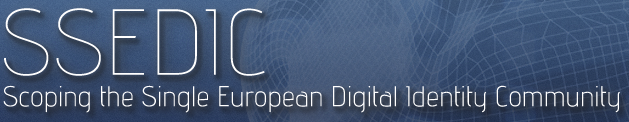 SSEDIC
Scoping the Single European Digital Identity Community